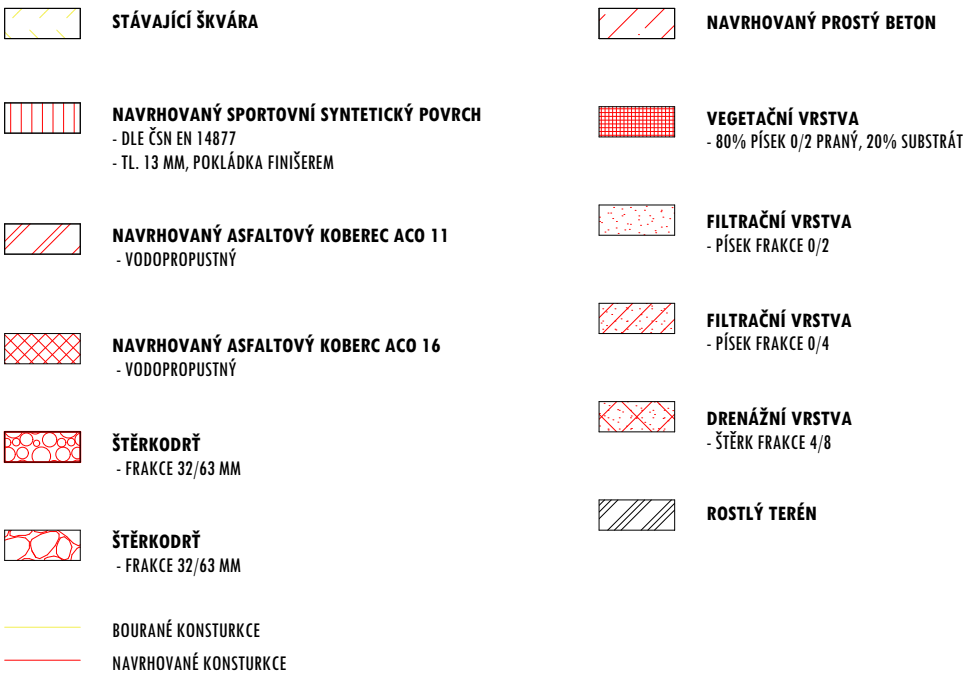 STÁVAJÍCÍ ŠKVÁRA
NAVRHOVANÝ SPORTOVNÍ SYNTETICKÝ POVRCH
- DLE ČSN EN 14877
- TL. 13 MM, POKLÁDKA FINIŠEREM
NAVRHOVANÝ ASFALTOVÝ KOBEREC ACO 11
- VODOPROPUSTNÝ
NAVRHOVANÝ ASFALTOVÝ KOBERC ACO 16
- VODOPROPUSTNÝ
ŠTĚRKODRŤ
- FRAKCE 32/63 MM
ŠTĚRKODRŤ
- FRAKCE 32/63 MM
BOURANÉ KONSTURKCE
NAVRHOVANÉ KONSTURKCE
NAVRHOVANÝ PROSTÝ BETON
VEGETAČNÍ VRSTVA
- 80% PÍSEK 0/2 PRANÝ, 20% SUBSTRÁT
FILTRAČNÍ VRSTVA
- PÍSEK FRAKCE 0/2
FILTRAČNÍ VRSTVA
- PÍSEK FRAKCE 0/4
DRENÁŽNÍ VRSTVA
- ŠTĚRK FRAKCE 4/8
ROSTLÝ TERÉN